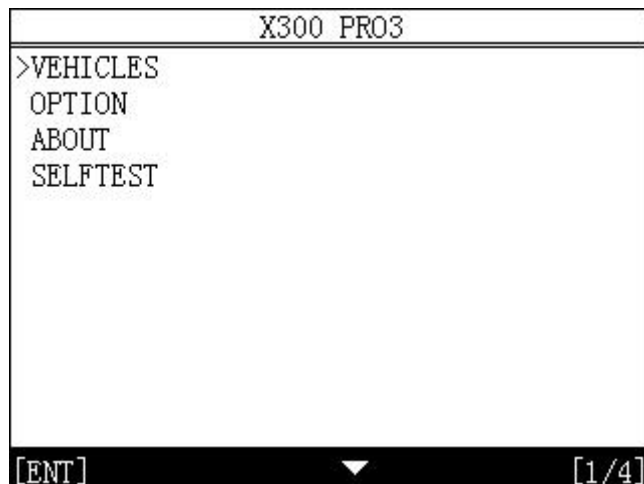 X300 PRO3
>VEHICLES
OPTION
ABOUT
SELFTEST
[ENT] [1/4]